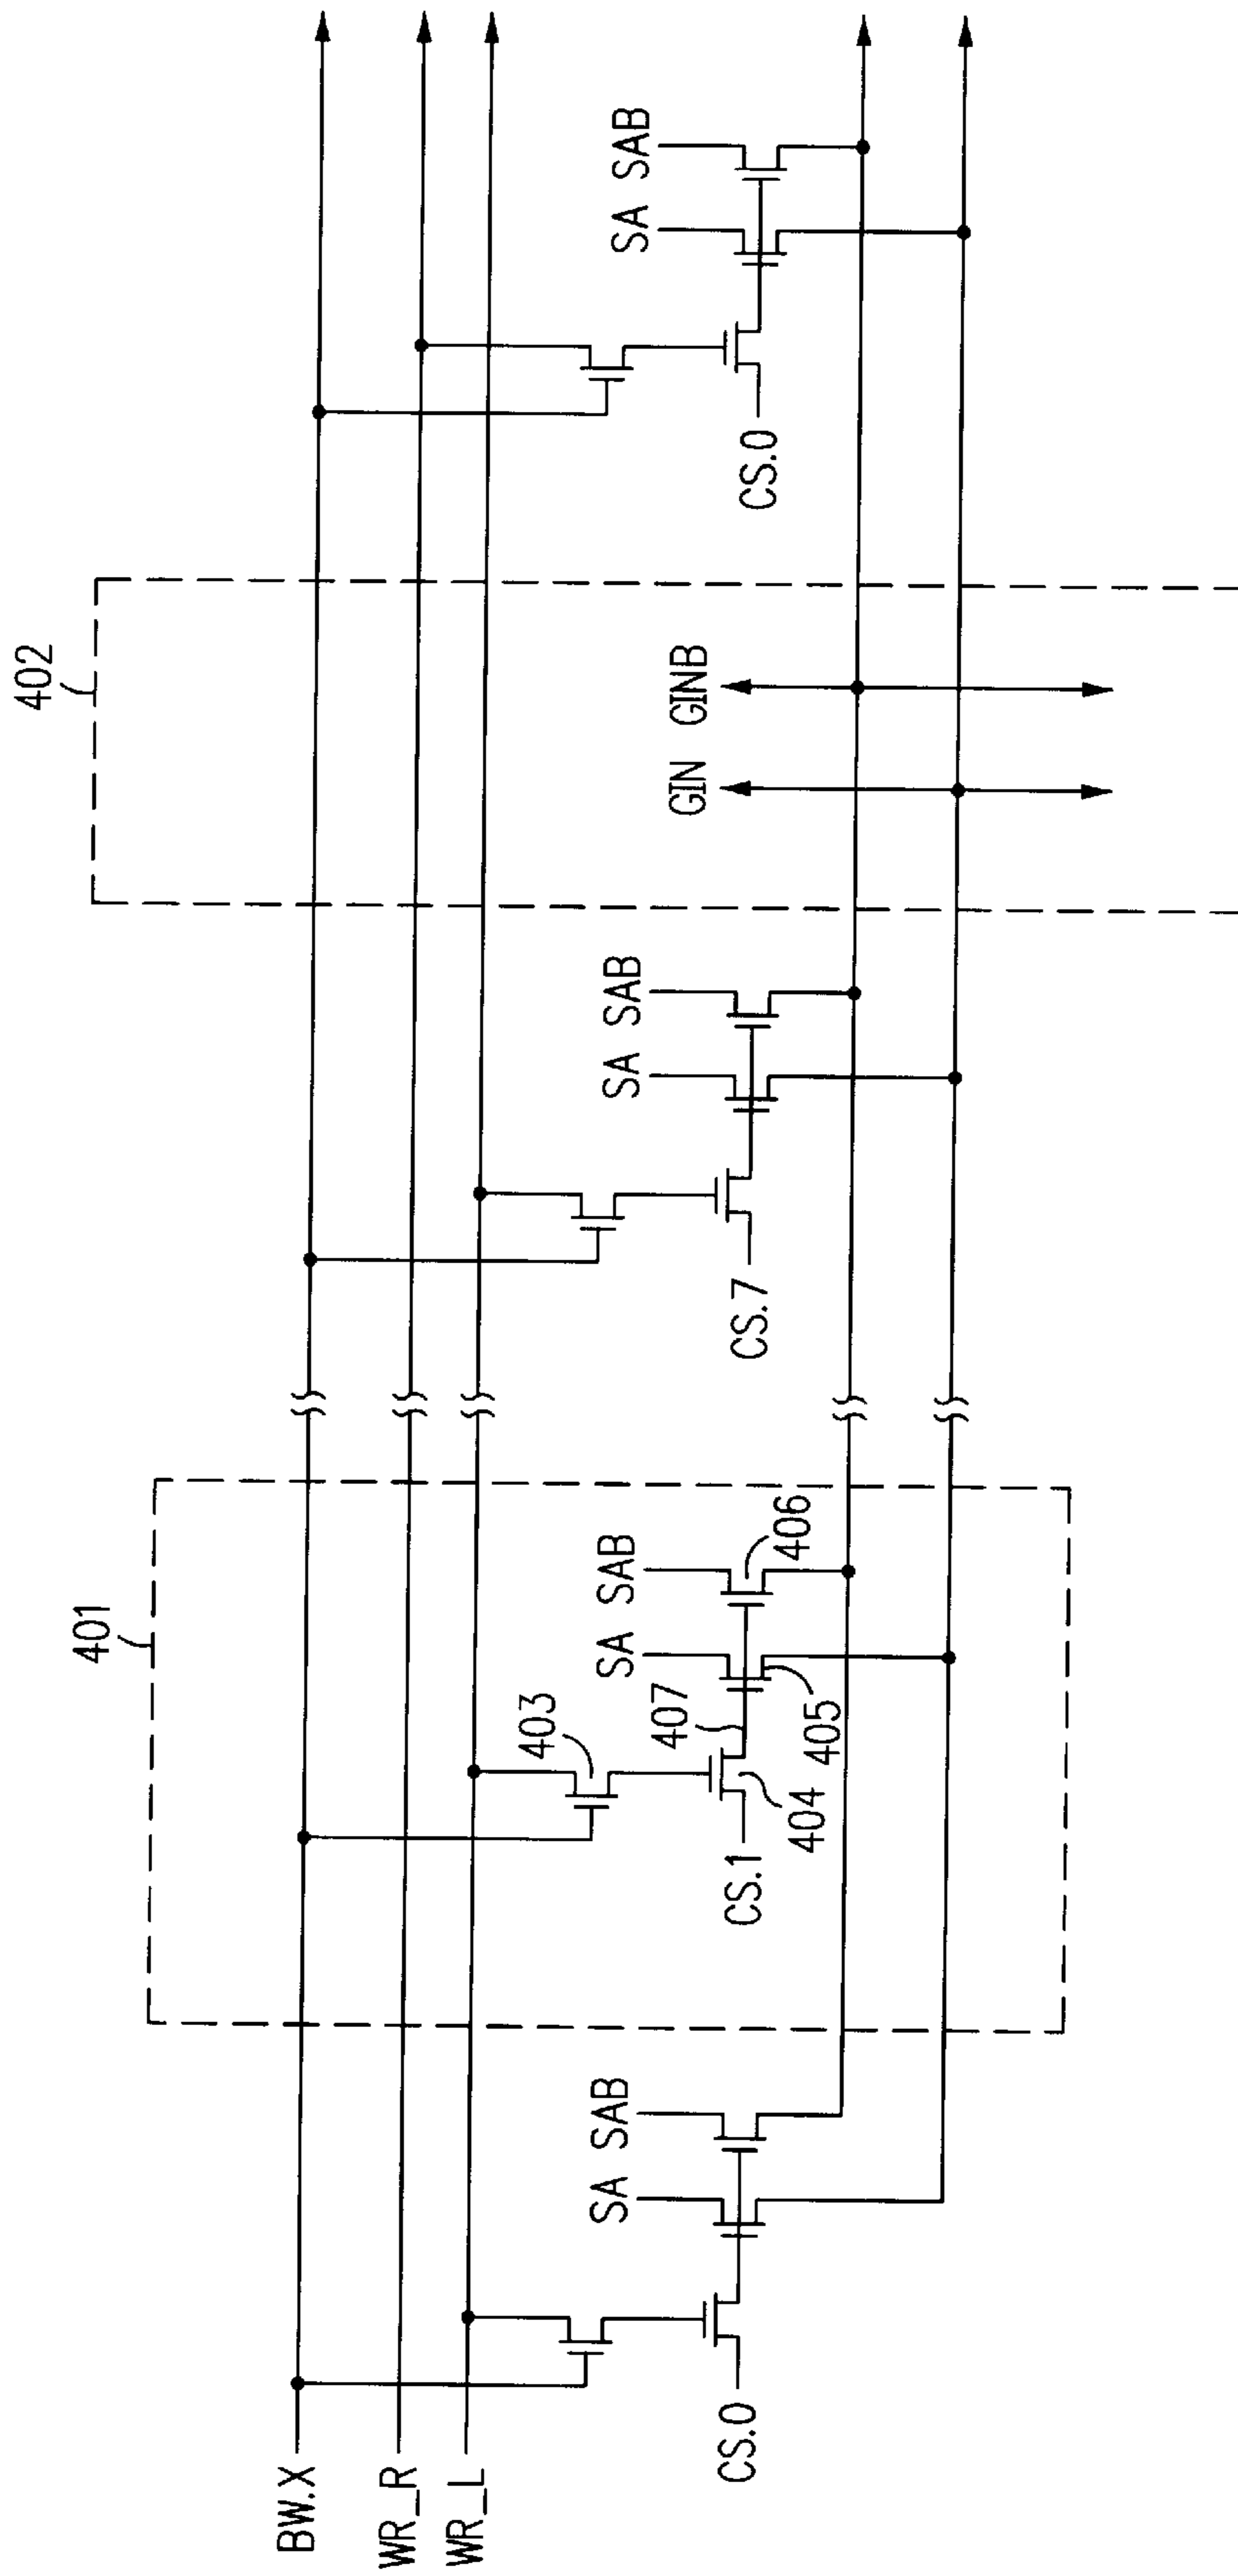 BW.X
WR_R
WR_L
CS.0
SA SAB
401
403
CS.1
404
407
405
SA SAB
406
CS.7
SA SAB
402
GIN GINB
CS.0
SA SAB